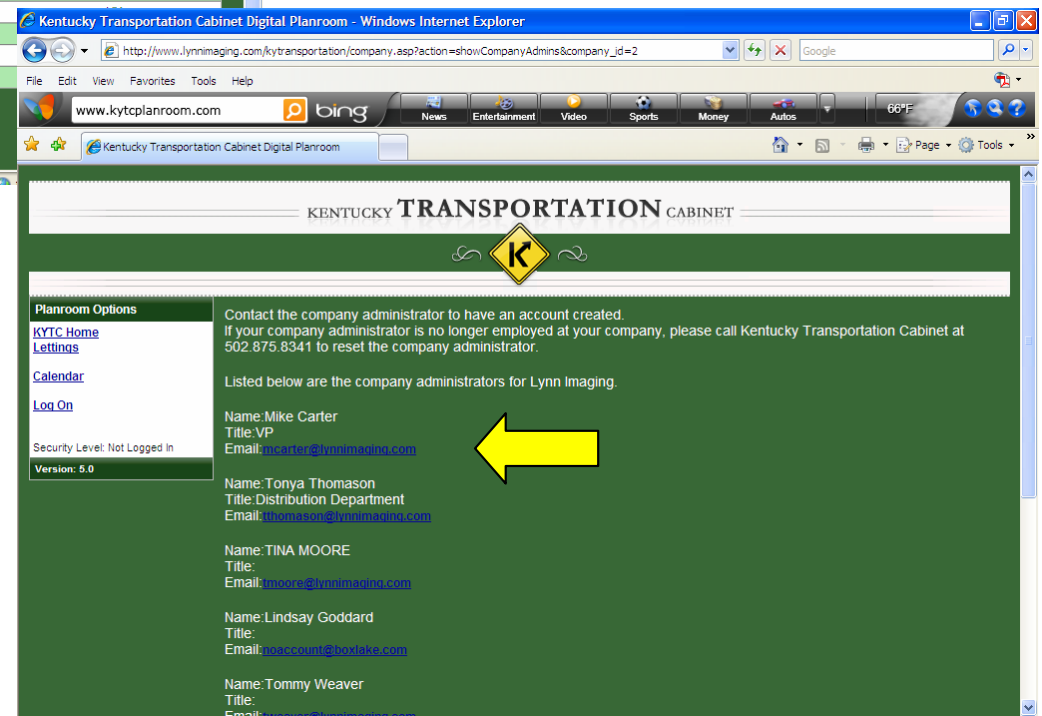 Kentucky Transportation Cabinet Digital Planroom - Windows Internet Explorer
http://www.lynnimaging.com/kytransportation/company.asp?action=showCompanyAdmins&company_id=2
Google
File Edit View Favorites Tools Help
www.kytcplanroom.com
bing
News Entertainment Video Sports Money Autos
66°F
Kentucky Transportation Cabinet Digital Planroom
Page Tools
KENTUCKY TRANSPORTATION CABINET
K
Planroom Options
KYTC Home
Lettings
Calendar
Log On
Security Level: Not Logged In
Version: 5.0
Contact the company administrator to have an account created.
If your company administrator is no longer employed at your company, please call Kentucky Transportation Cabinet at
502.875.8341 to reset the company administrator.
Listed below are the company administrators for Lynn Imaging.
Name:Mike Carter
Title:VP
Email:mcarter@lynnimaging.com
Name:Tonya Thomason
Title:Distribution Department
Email:tthomason@lynnimaging.com
Name:TINA MOORE
Title:
Email:tmoore@lynnimaging.com
Name:Lindsay Goddard
Title:
Email:noaccount@boxlake.com
Name:Tommy Weaver
Title:
Email:tweaver@lynnimaging.com